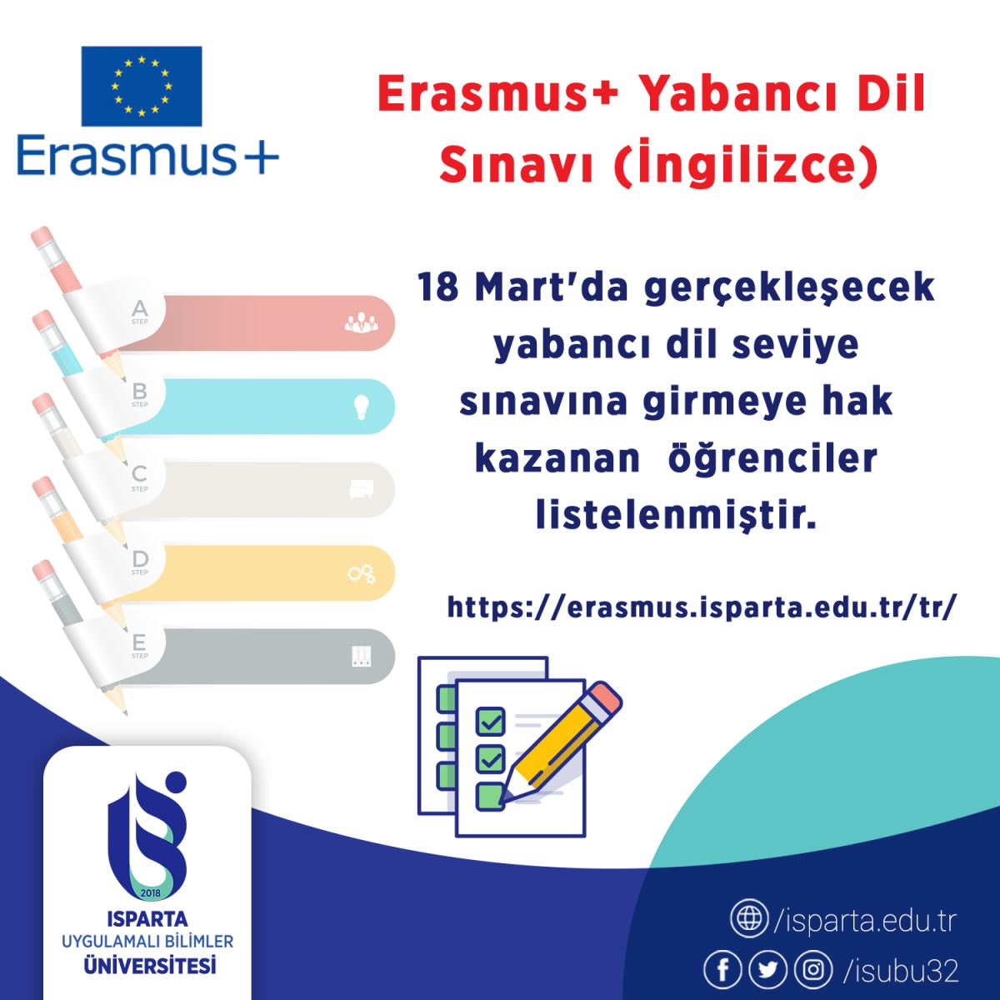 Erasmus+
Erasmus+ Yabancı Dil
Sınavı (İngilizce)
18 Mart'da gerçekleşecek
yabancı dil seviye
sınavına girmeye hak
kazanan  öğrenciler
listelenmiştir.
https://erasmus.isparta.edu.tr/tr/
A
STEP
B
STEP
C
STEP
D
STEP
E
STEP
2018
ISPARTA
UYGULAMALI BİLİMLER
ÜNİVERSİTESİ
/isparta.edu.tr
/isubu32